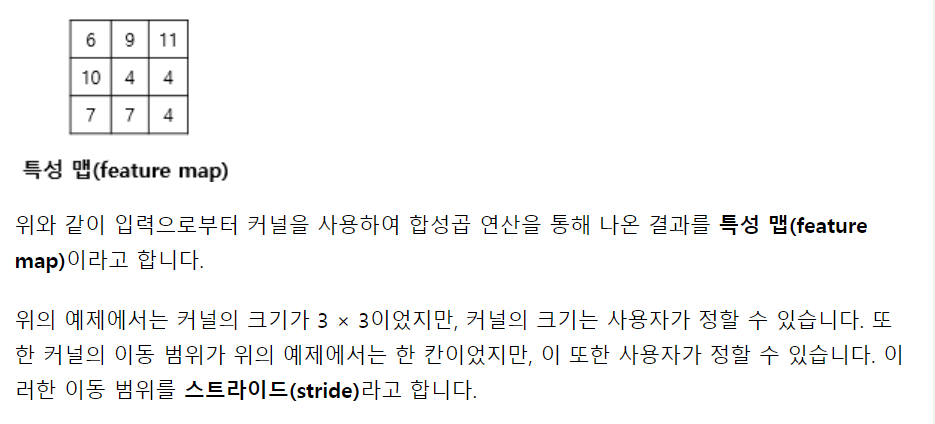 6 9 11
10 4 4
7 7 4
특성 맵(feature map)
위와 같이 입력으로부터 커널을 사용하여 합성곱 연산을 통해 나온 결과를 특성 맵(feature
map)이라고 합니다.
위의 예제에서는 커널의 크기가 3 × 3이었지만, 커널의 크기는 사용자가 정할 수 있습니다. 또
한 커널의 이동 범위가 위의 예제에서는 한 칸이었지만, 이 또한 사용자가 정할 수 있습니다. 이
러한 이동 범위를 스트라이드(stride)라고 합니다.